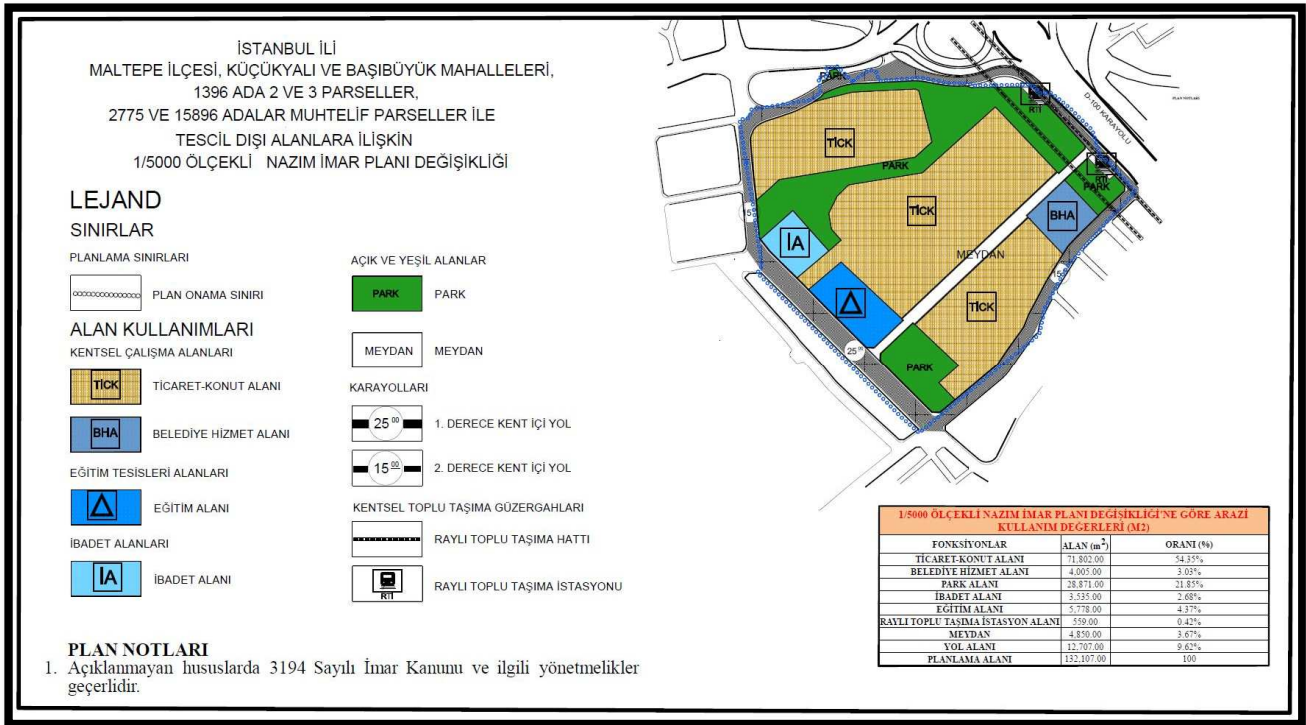 İSTANBUL İLİ
MALTEPE İLÇESİ, KÜÇÜKYALI VE BAŞIBÜYÜK MAHALLELERİ,
1396 ADA 2 VE 3 PARSELLER,
2775 VE 15896 ADALAR MUHTELİF PARSELLER İLE
TESCİL DIŞI ALANLARA İLİŞKİN
1/5000 ÖLÇEKLİ NAZIM İMAR PLANI DEĞİŞİKLİĞİ
LEJAND
SINIRLAR
PLANLAMA SINIRLARI
PLAN ONAMA SINIRI
ALAN KULLANIMLARI
KENTSEL ÇALIŞMA ALANLARI
TİCK TİCARET-KONUT ALANI
BHA BELEDİYE HİZMET ALANI
EĞİTİM TESİSLERİ ALANLARI
EĞİTİM ALANI
İBADET ALANLARI
İA İBADET ALANI
AÇIK VE YEŞİL ALANLAR
PARK PARK
MEYDAN MEYDAN
KARAYOLLARI
25 00 1. DERECE KENT İÇİ YOL
15 00 2. DERECE KENT İÇİ YOL
KENTSEL TOPLU TAŞIMA GÜZERGAHLARI
RAYLI TOPLU TAŞIMA HATTI
RTİ RAYLI TOPLU TAŞIMA İSTASYONU
PLAN NOTLARI
1. Açıklanmayan hususlarda 3194 Sayılı İmar Kanunu ve ilgili yönetmelikler
geçerlidir.
PARK
RTİ
D-100 KARAYOLU
PLAN NOTLARI
TİCK
PARK
RTİ
PARK
15
TİCK
BHA
İA
MEYDAN
15
TİCK
25 00
PARK
1/5000 ÖLÇEKLİ NAZIM İMAR PLANI DEĞİŞİKLİĞİ'NE GÖRE ARAZİ
KULLANIM DEĞERLERİ (M2)
FONKSİYONLAR ALAN (m2) ORANI (%)
TİCARET-KONUT ALANI 71,802.00 54.35%
BELEDİYE HİZMET ALANI 4,005.00 3.03%
PARK ALANI 28,871.00 21.85%
İBADET ALANI 3,535.00 2.68%
EĞİTİM ALANI 5,778.00 4.37%
RAYLI TOPLU TAŞIMA İSTASYON ALANI 559.00 0.42%
MEYDAN 4,850.00 3.67%
YOL ALANI 12,707.00 9.62%
PLANLAMA ALANI 132,107.00 100